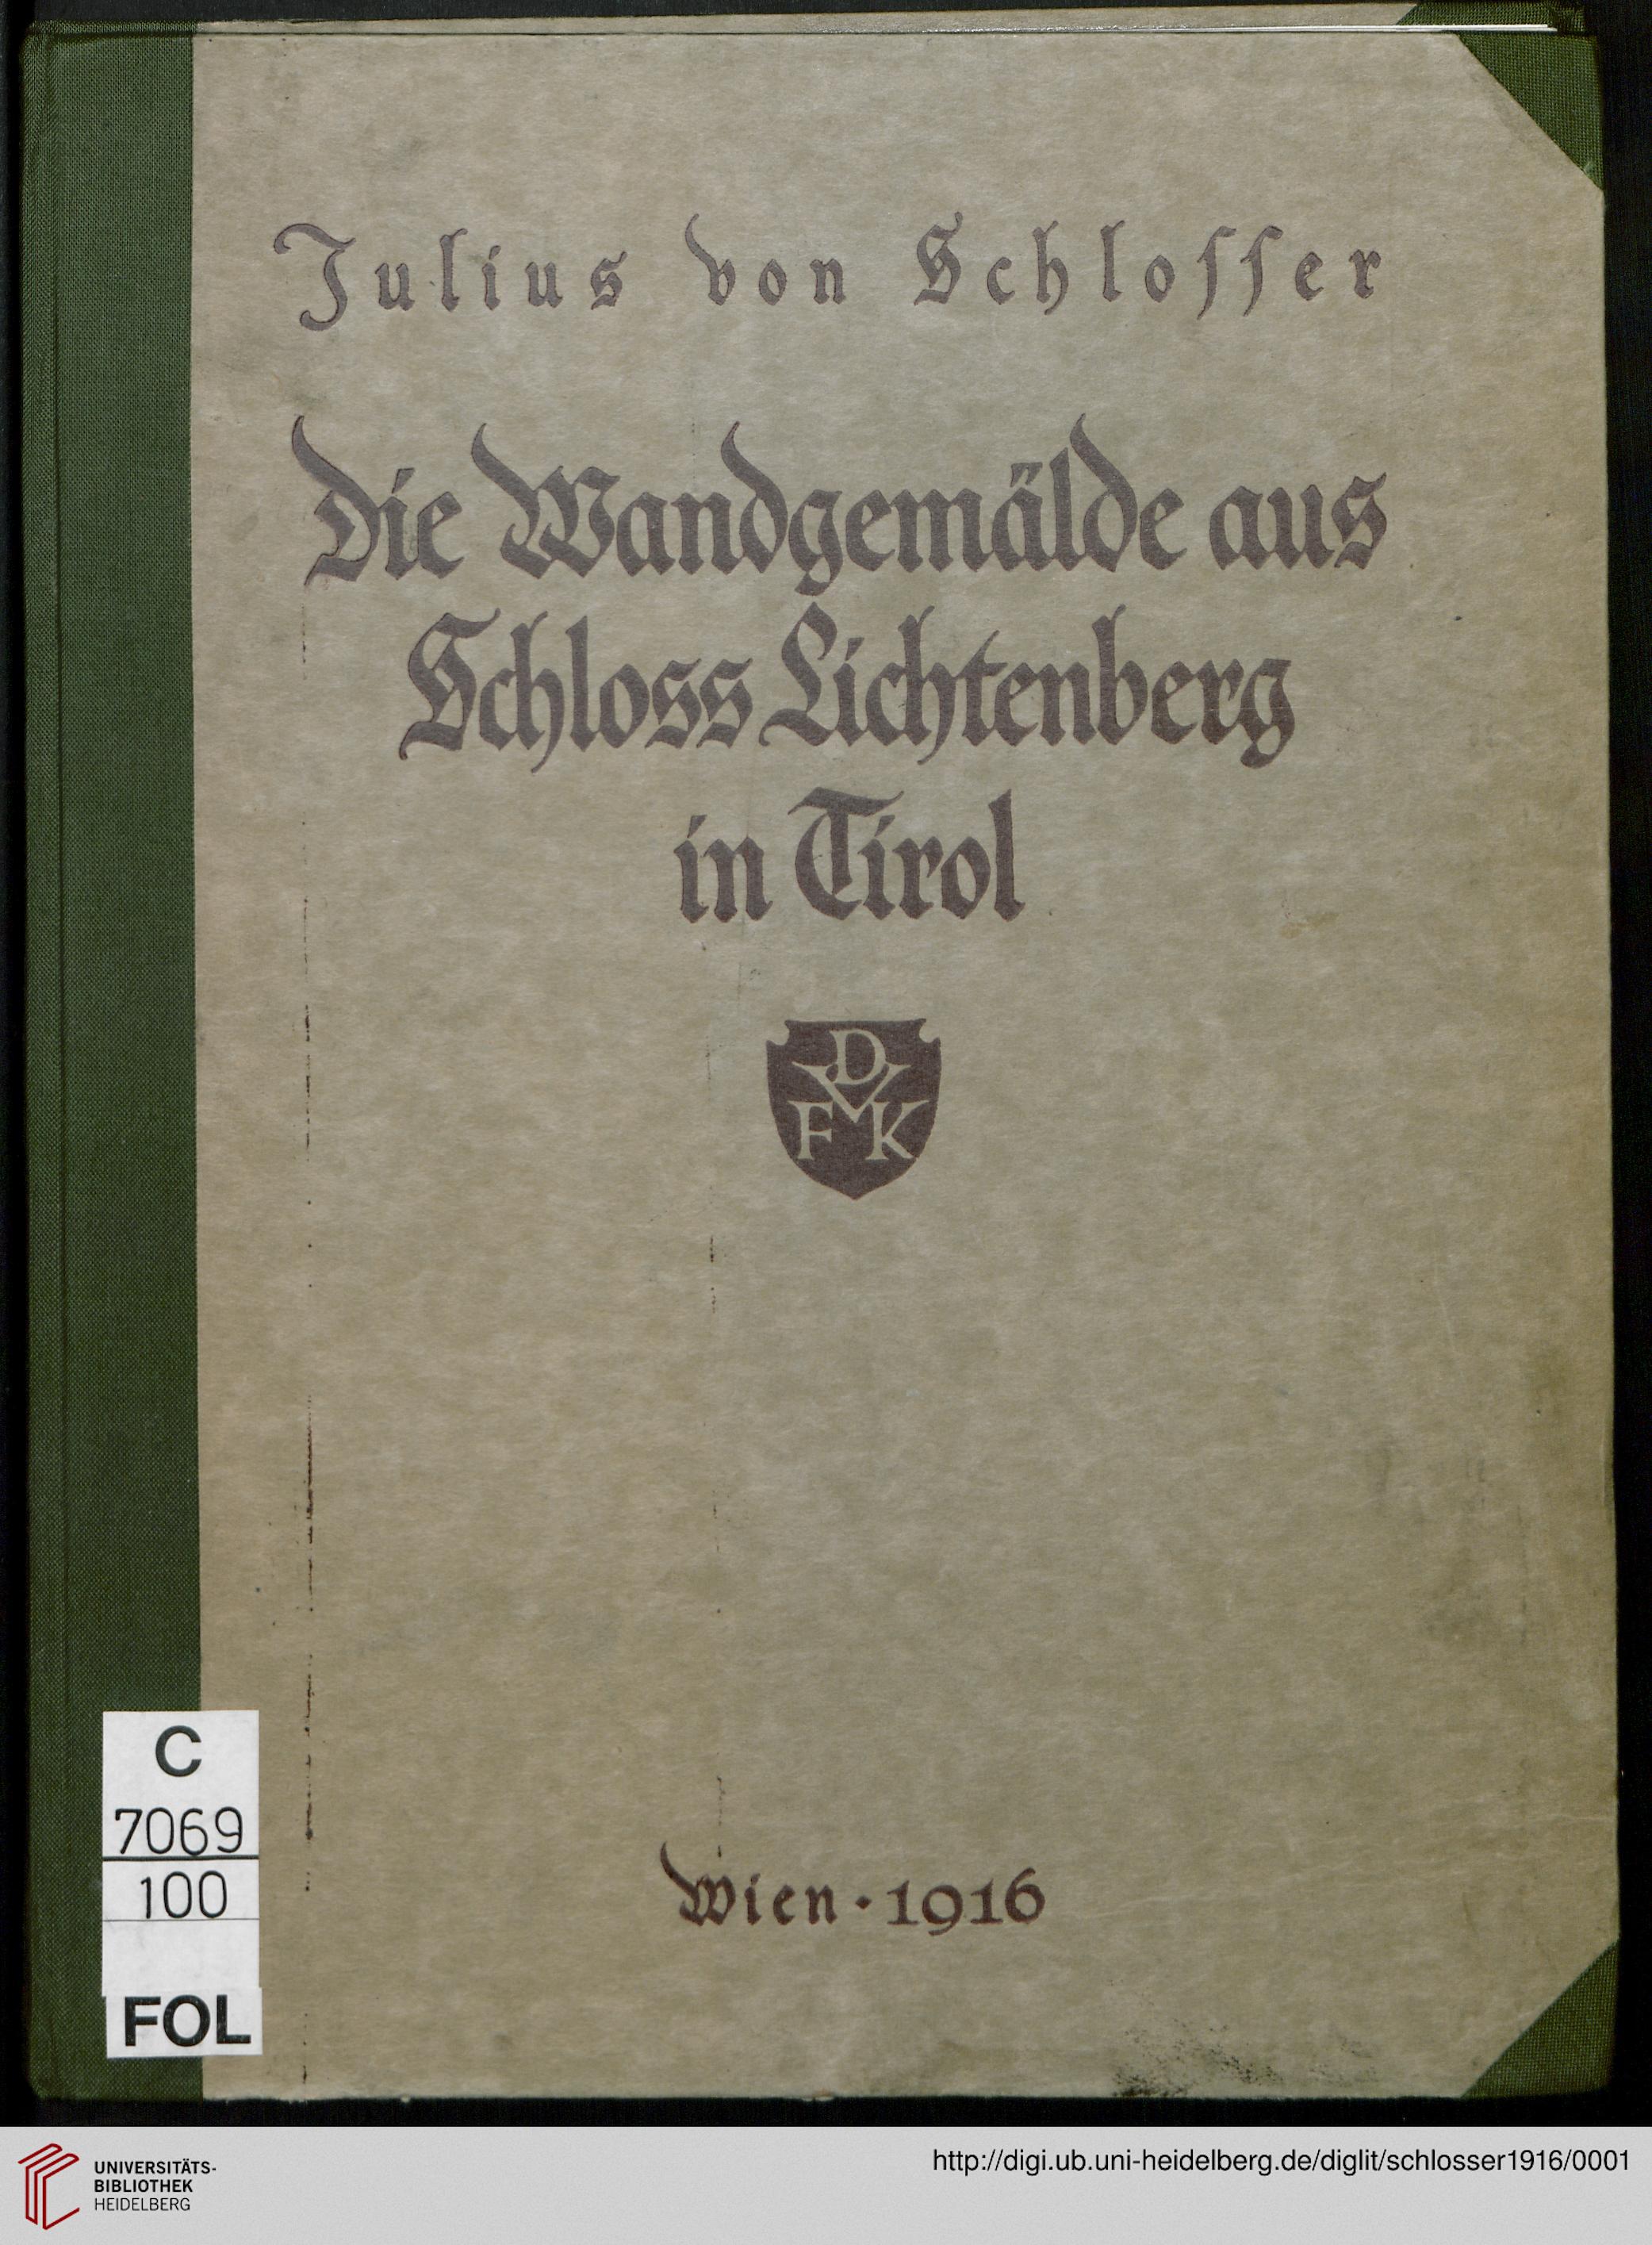 Julius von Schloſſer
Die Wandgemälde aus
Schloss Lichtenberg
in Tirol
D
V
F K
Wien · 1916
C
7069
100
FOL
UNIVERSITÄTS-
BIBLIOTHEK
HEIDELBERG
http://digi.ub.uni-heidelberg.de/diglit/schlosser1916/0001